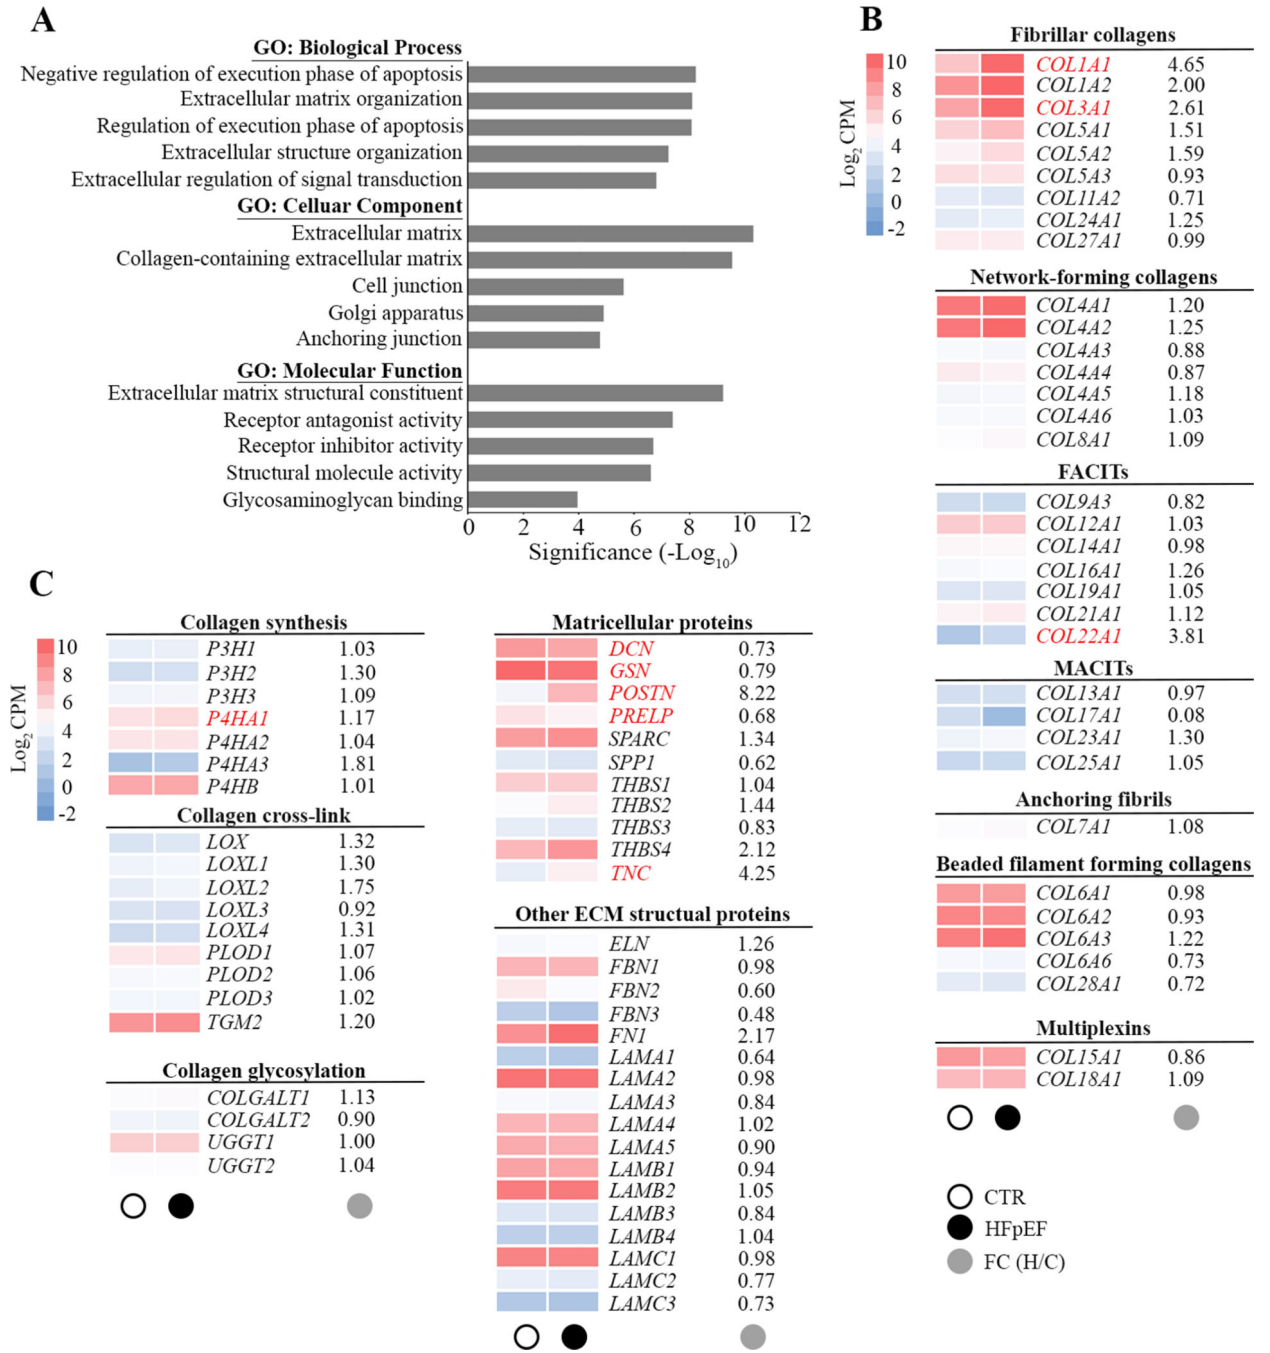 A
GO: Biological Process
Negative regulation of execution phase of apoptosis
Extracellular matrix organization
Regulation of execution phase of apoptosis
Extracellular structure organization
Extracellular regulation of signal transduction
GO: Celluar Component
Extracellular matrix
Collagen-containing extracellular matrix
Cell junction
Golgi apparatus
Anchoring junction
GO: Molecular Function
Extracellular matrix structural constituent
Receptor antagonist activity
Receptor inhibitor activity
Structural molecule activity
Glycosaminoglycan binding
0 2 4 6 8 10 12
Significance (-Log10)
B
Log2 CPM
10
8
6
4
2
0
-2
Fibrillar collagens
COL1A1 4.65
COL1A2 2.00
COL3A1 2.61
COL5A1 1.51
COL5A2 1.59
COL5A3 0.93
COL11A2 0.71
COL24A1 1.25
COL27A1 0.99
Network-forming collagens
COL4A1 1.20
COL4A2 1.25
COL4A3 0.88
COL4A4 0.87
COL4A5 1.18
COL4A6 1.03
COL8A1 1.09
FACITs
COL9A3 0.82
COL12A1 1.03
COL14A1 0.98
COL16A1 1.26
COL19A1 1.05
COL21A1 1.12
COL22A1 3.81
MACITs
COL13A1 0.97
COL17A1 0.08
COL23A1 1.30
COL25A1 1.05
Anchoring fibrils
COL7A1 1.08
Beaded filament forming collagens
COL6A1 0.98
COL6A2 0.93
COL6A3 1.22
COL6A6 0.73
COL28A1 0.72
Multiplexins
COL15A1 0.86
COL18A1 1.09
CTR
HFpEF
FC (H/C)
C
Log2 CPM
10
8
6
4
2
0
-2
Collagen synthesis
P3H1 1.03
P3H2 1.30
P3H3 1.09
P4HA1 1.17
P4HA2 1.04
P4HA3 1.81
P4HB 1.01
Collagen cross-link
LOX 1.32
LOXL1 1.30
LOXL2 1.75
LOXL3 0.92
LOXL4 1.31
PLOD1 1.07
PLOD2 1.06
PLOD3 1.02
TGM2 1.20
Collagen glycosylation
COLGALT1 1.13
COLGALT2 0.90
UGGT1 1.00
UGGT2 1.04
Matricellular proteins
DCN 0.73
GSN 0.79
POSTN 8.22
PRELP 0.68
SPARC 1.34
SPP1 0.62
THBS1 1.04
THBS2 1.44
THBS3 0.83
THBS4 2.12
TNC 4.25
Other ECM structual proteins
ELN 1.26
FBN1 0.98
FBN2 0.60
FBN3 0.48
FN1 2.17
LAMA1 0.64
LAMA2 0.98
LAMA3 0.84
LAMA4 1.02
LAMA5 0.90
LAMB1 0.94
LAMB2 1.05
LAMB3 0.84
LAMB4 1.04
LAMC1 0.98
LAMC2 0.77
LAMC3 0.73